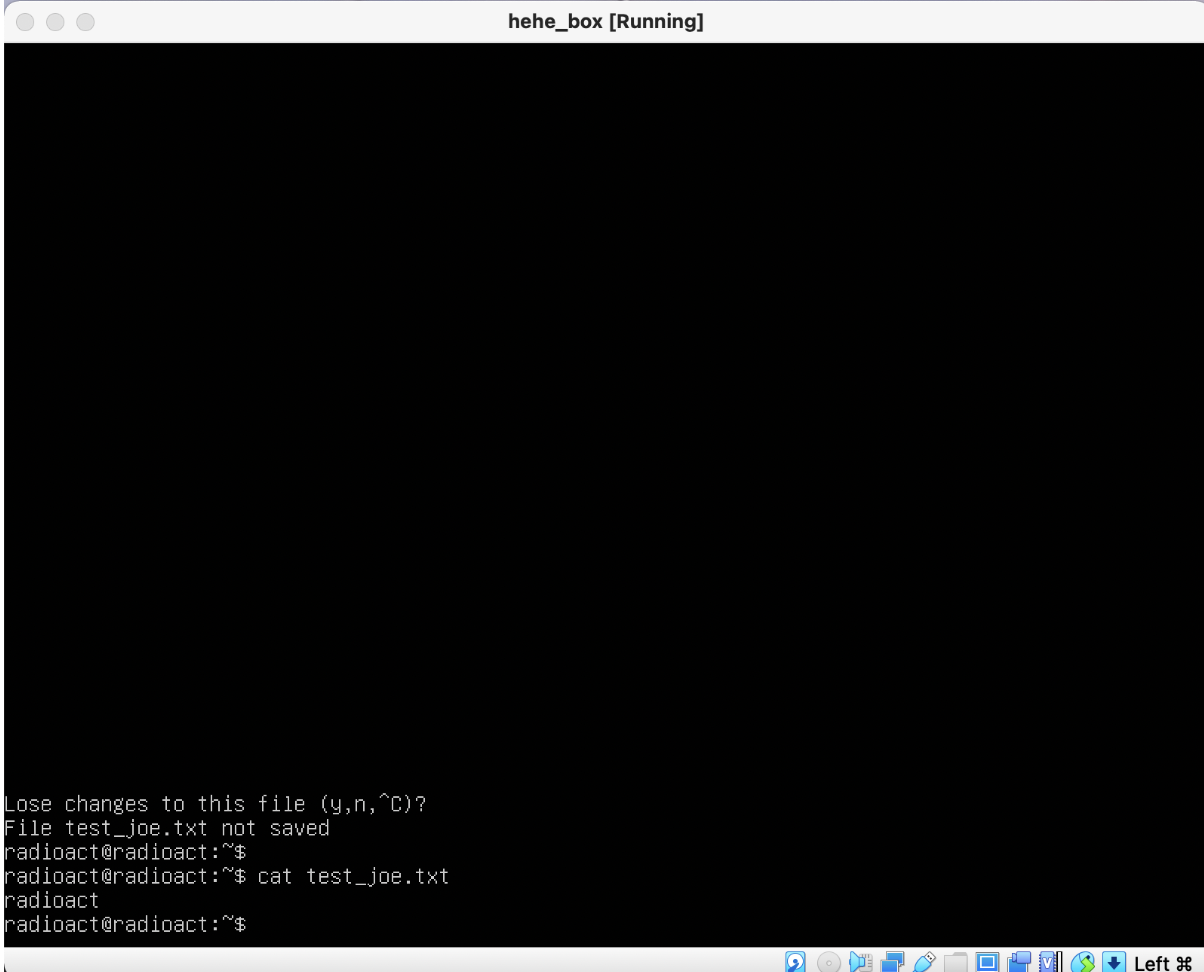 hehe_box [Running]
Lose changes to this file (y,n,^C)?
File test_joe.txt not saved
radioact@radioact:~$
radioact@radioact:~$ cat test_joe.txt
radioact
radioact@radioact:~$
Left ⌘